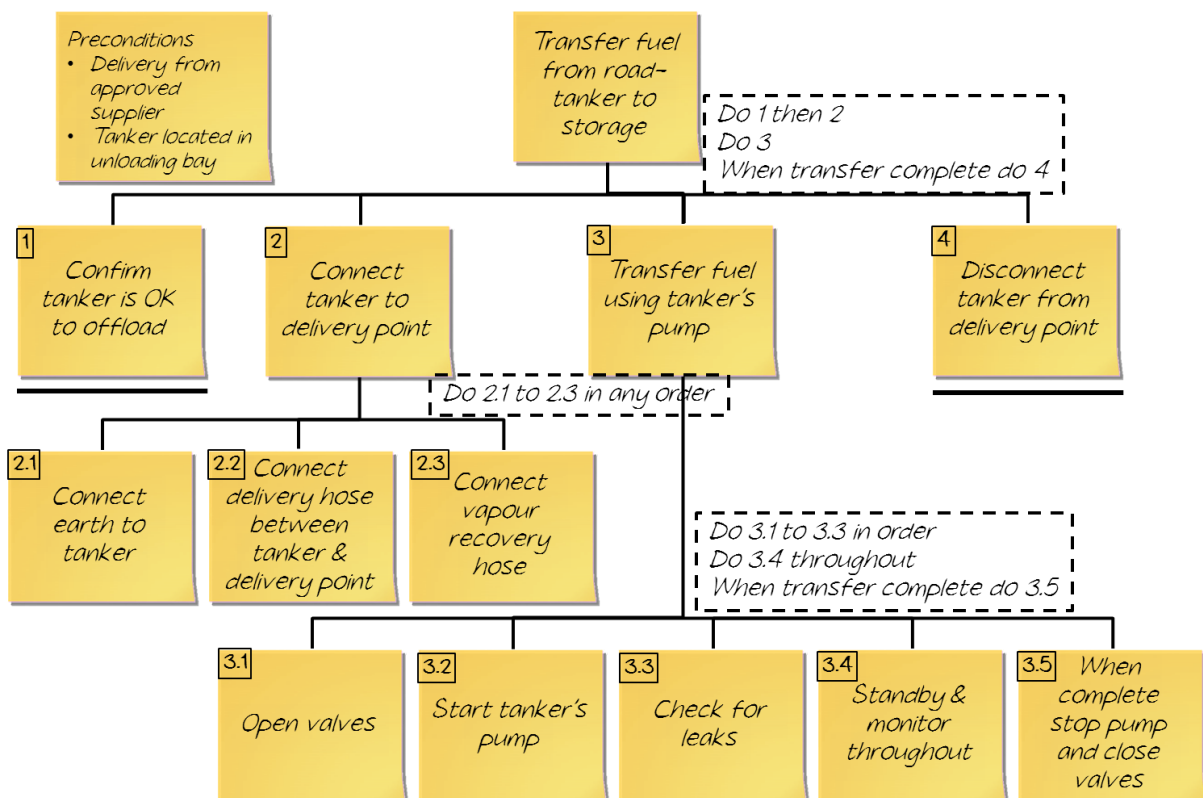 Preconditions
• Delivery from
approved
supplier
• Tanker located in
unloading bay
Transfer fuel
from road-
tanker to
storage
Do 1 then 2
Do 3
When transfer complete do 4
1
Confirm
tanker is OK
to offload
2
Connect
tanker to
delivery point
3
Transfer fuel
using tanker's
pump
4
Disconnect
tanker from
delivery point
Do 2.1 to 2.3 in any order
2.1
Connect
earth to
tanker
2.2
Connect
delivery hose
between
tanker &
delivery point
2.3
Connect
vapour
recovery
hose
Do 3.1 to 3.3 in order
Do 3.4 throughout
When transfer complete do 3.5
3.1
Open valves
3.2
Start tanker's
pump
3.3
Check for
leaks
3.4
Standby &
monitor
throughout
3.5
When
complete
stop pump
and close
valves